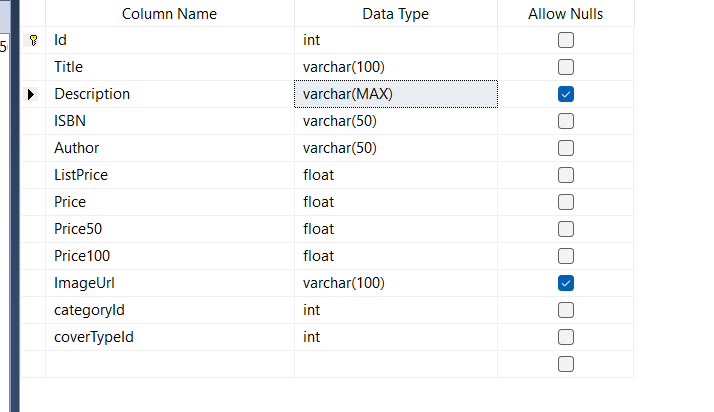 Column Name Data Type Allow Nulls
5
Id int
Title varchar(100)
Description varchar(MAX)
ISBN varchar(50)
Author varchar(50)
ListPrice float
Price float
Price50 float
Price100 float
ImageUrl varchar(100)
categoryId int
coverTypeId int